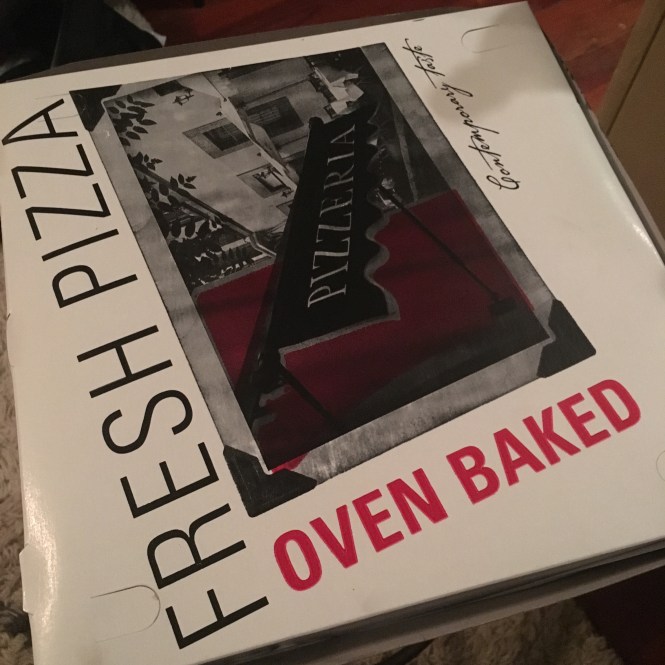 FRESH PIZZA
PIZZERIA
Contemporary taste
OVEN BAKED